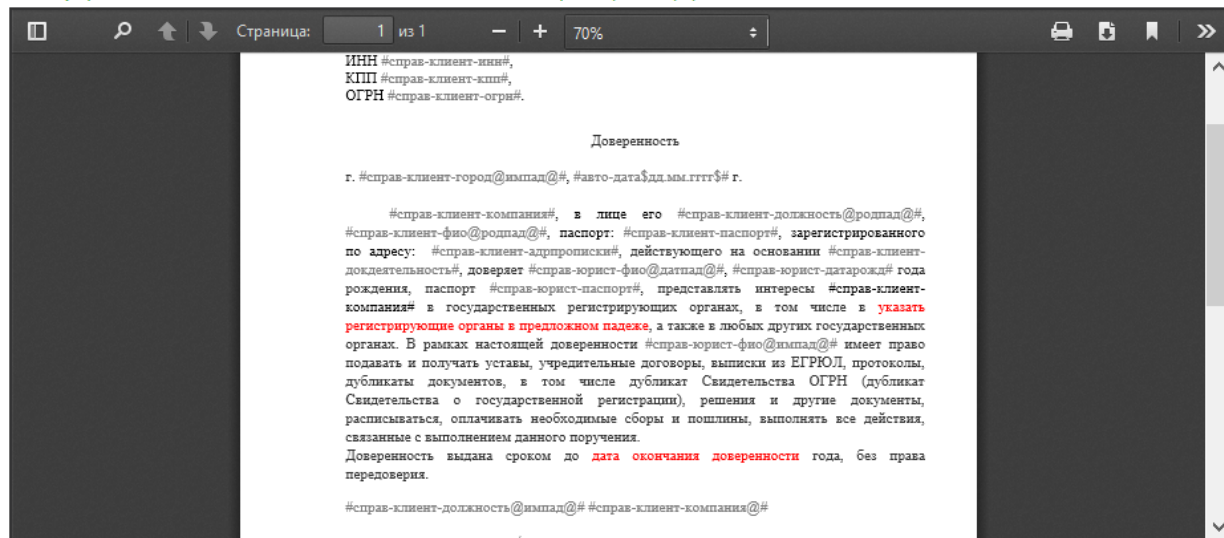 Страница: 1 из 1 70%
ИНН #справ-клиент-инн#,
КПП #справ-клиент-кпп#,
ОГРН #справ-клиент-огрн#.
Доверенность
г. #справ-клиент-город@импад@#, #авто-дата$дд.мм.гггг$# г.
#справ-клиент-компания#, в лице его #справ-клиент-должность@родпад@#,
#справ-клиент-фио@родпад@#, паспорт: #справ-клиент-паспорт#, зарегистрированного
по адресу: #справ-клиент-адрпрописки#, действующего на основании #справ-клиент-
докдеятельность#, доверяет #справ-юрист-фио@датпад@#, #справ-юрист-датарожд# года
рождения, паспорт #справ-юрист-паспорт#, представлять интересы #справ-клиент-
компания# в государственных регистрирующих органах, в том числе в указать
регистрирующие органы в предложном падеже, а также в любых других государственных
органах. В рамках настоящей доверенности #справ-юрист-фио@импад@# имеет право
подавать и получать уставы, учредительные договоры, выписки из ЕГРЮЛ, протоколы,
дубликаты документов, в том числе дубликат Свидетельства ОГРН (дубликат
Свидетельства о государственной регистрации), решения и другие документы,
расписываться, оплачивать необходимые сборы и пошлины, выполнять все действия,
связанные с выполнением данного поручения.
Доверенность выдана сроком до дата окончания доверенности года, без права
передоверия.
#справ-клиент-должность@импад@# #справ-клиент-компания@#